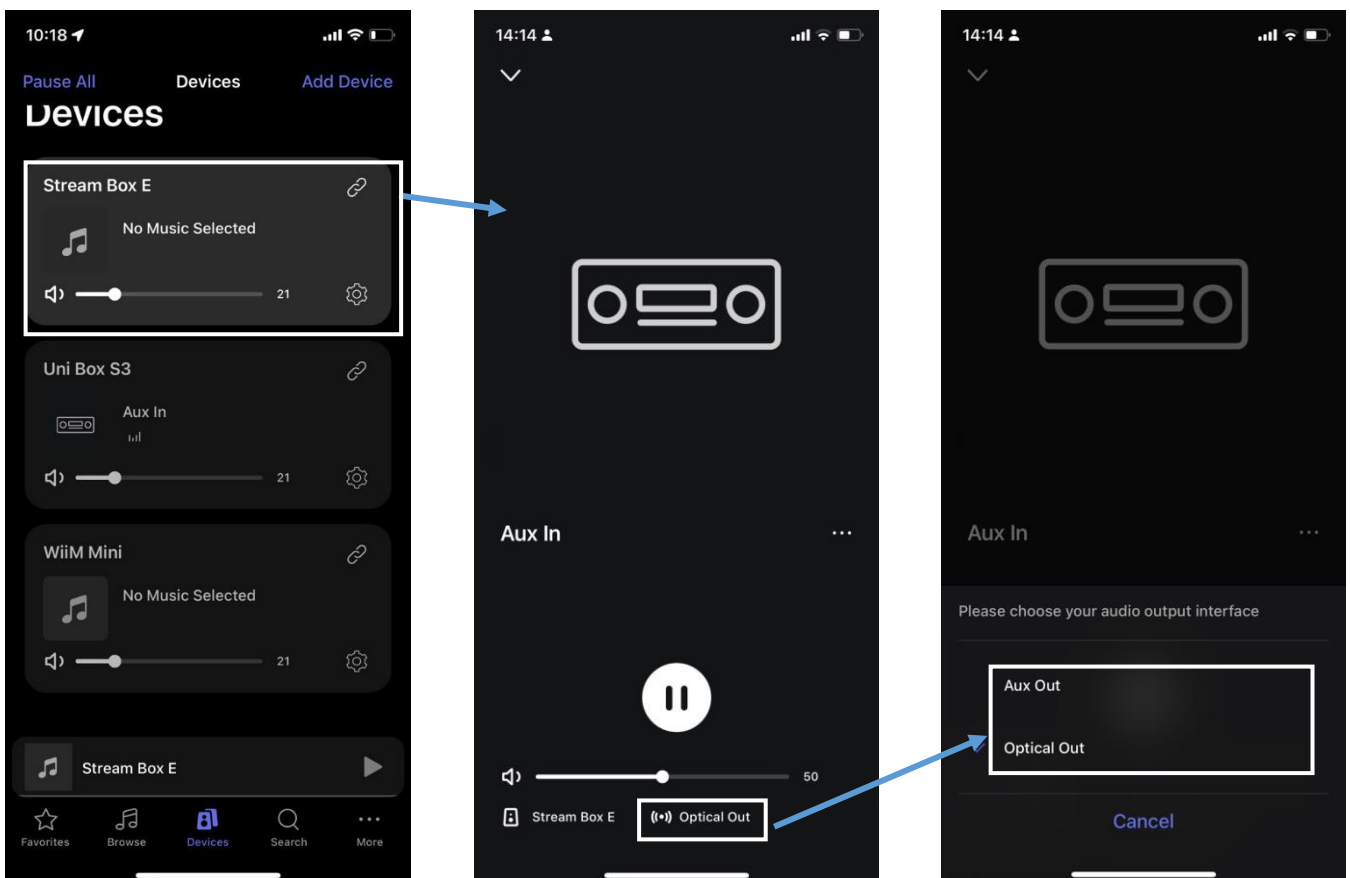 10:18
Pause All Devices Add Device
Devices
Stream Box E
No Music Selected
21
Uni Box S3
Aux In
21
WiiM Mini
No Music Selected
21
Stream Box E
Favorites Browse Devices Search More
14:14
Aux In
50
Stream Box E Optical Out
14:14
Aux In
Please choose your audio output interface
Aux Out
Optical Out
Cancel